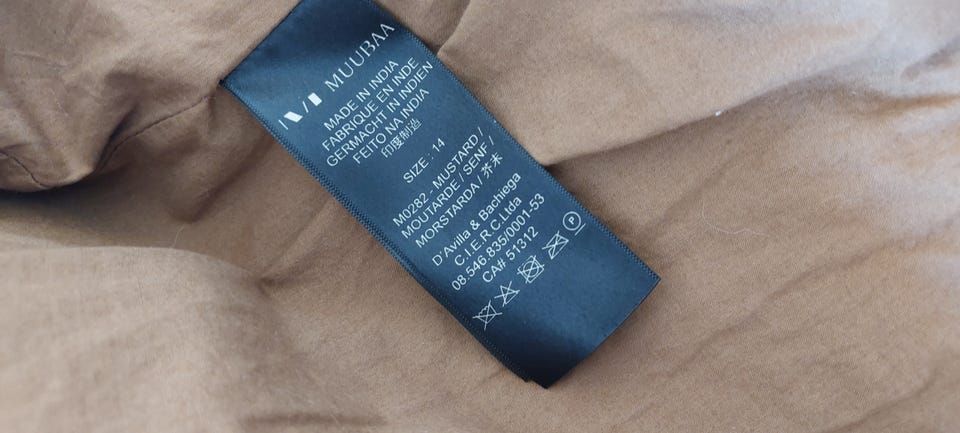 MUUBAA
MADE IN INDIA
FABRIQUE EN INDE
GERMACHT IN INDIEN
FEITO NA INDIA
印度制造
SIZE : 14
M0282 - MUSTARD /
MOUTARDE / SENF /
MORSTARDA / 芥末
D'Avilla & Bachiega
C.I.E.R.C.Ltda
08.546.835/0001-53
CA# 51312
P